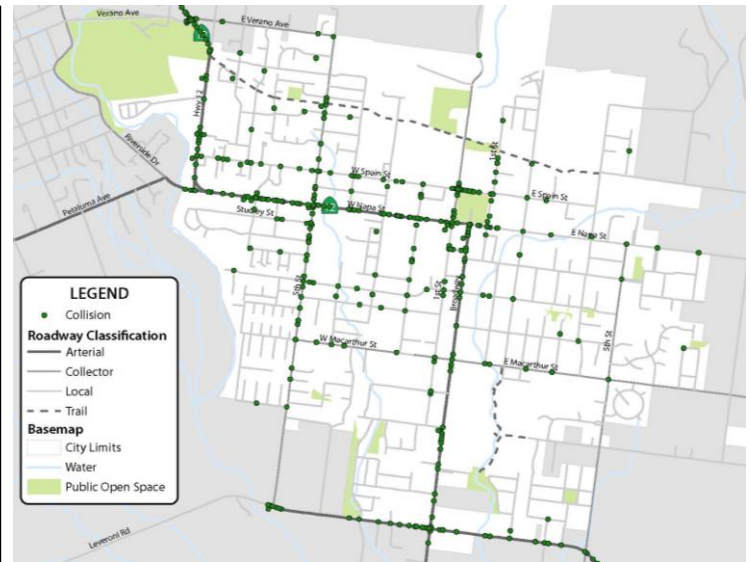 Verano Ave
E Verano Ave
Hwy 12
Riverside Dr
1st St
W Spain St
E Spain St
Petaluma Ave
Studley St
W Napa St
E Napa St
5th St
1st St
Broadway
5th St
W Macarthur St
E Macarthur St
LEGEND
Collision
Roadway Classification
Arterial
Collector
Local
Trail
Basemap
City Limits
Water
Public Open Space
Leveroni Rd